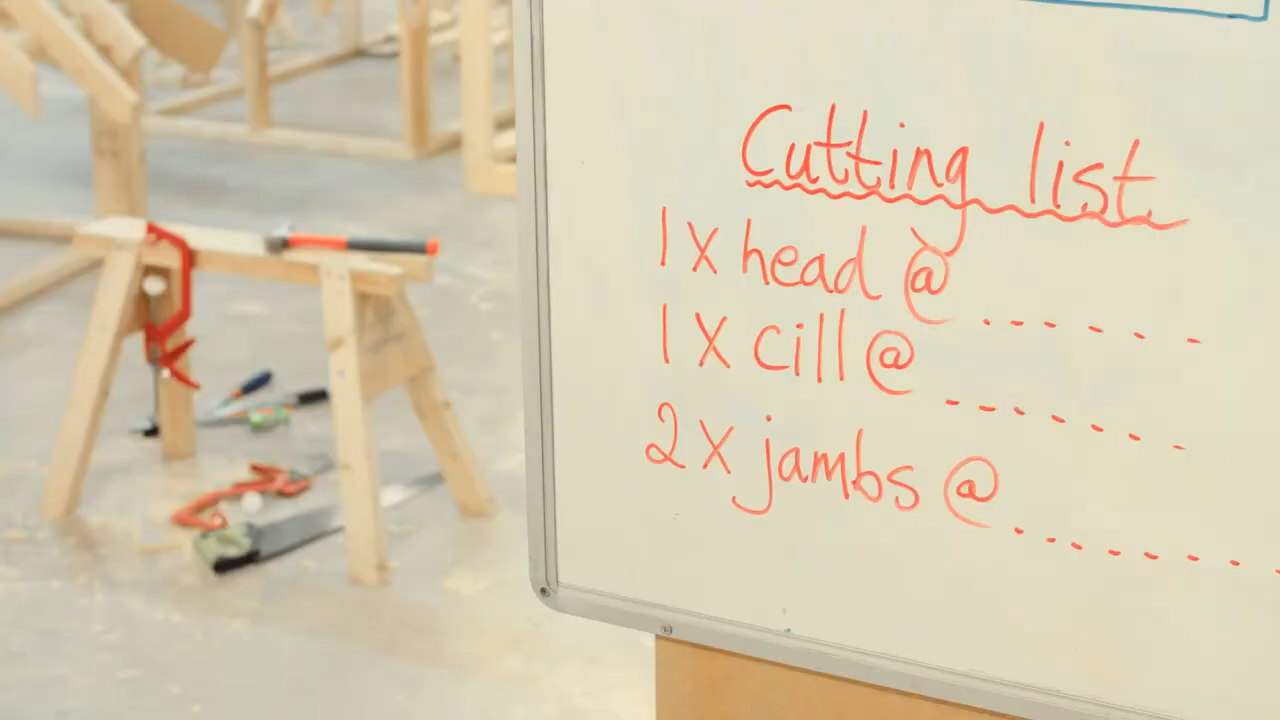 Cutting list
1 X head @ ......
1 X cill @ .......
2 X jambs @ ........